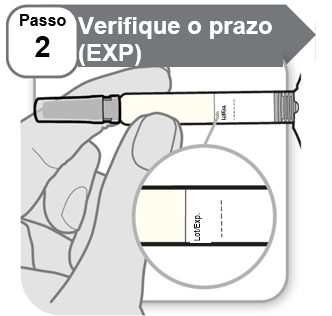 Passo
2
Verifique o prazo
(EXP)
Lot/Exp.